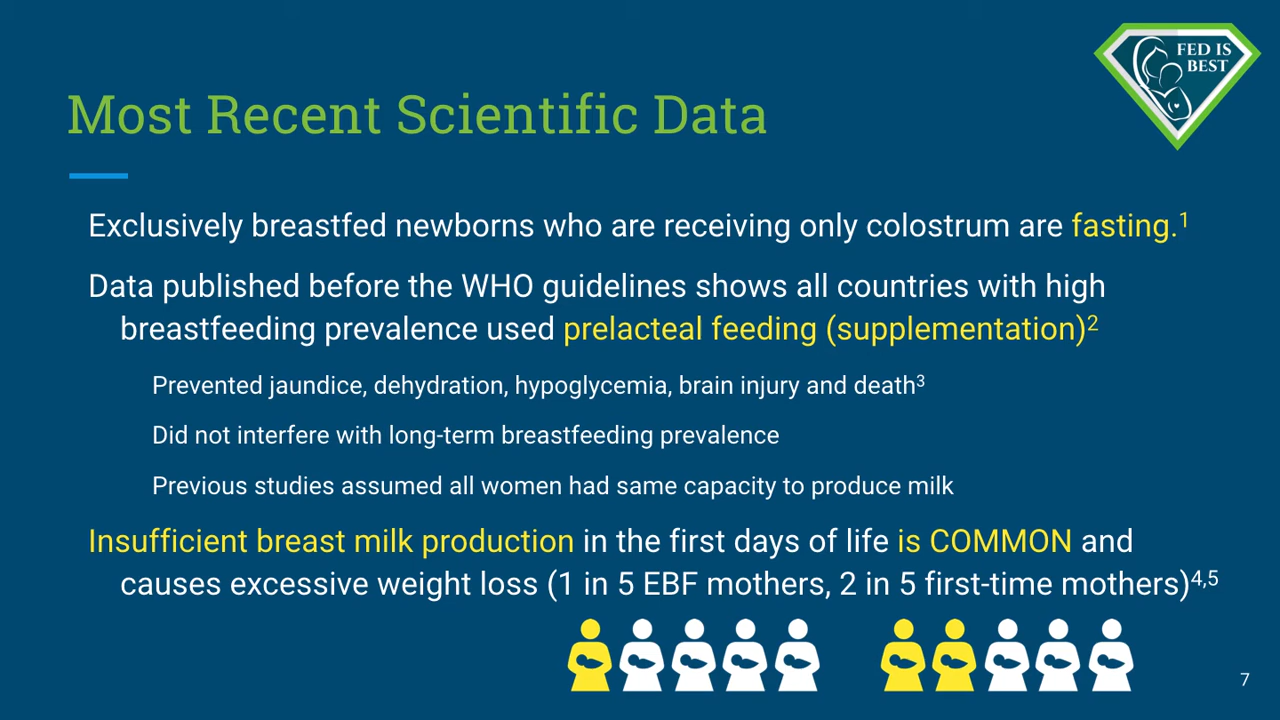 FED IS
BEST
Most Recent Scientific Data
Exclusively breastfed newborns who are receiving only colostrum are fasting.¹
Data published before the WHO guidelines shows all countries with high
breastfeeding prevalence used prelacteal feeding (supplementation)²
Prevented jaundice, dehydration, hypoglycemia, brain injury and death³
Did not interfere with long-term breastfeeding prevalence
Previous studies assumed all women had same capacity to produce milk
Insufficient breast milk production in the first days of life is COMMON and
causes excessive weight loss (1 in 5 EBF mothers, 2 in 5 first-time mothers)⁴,⁵
7